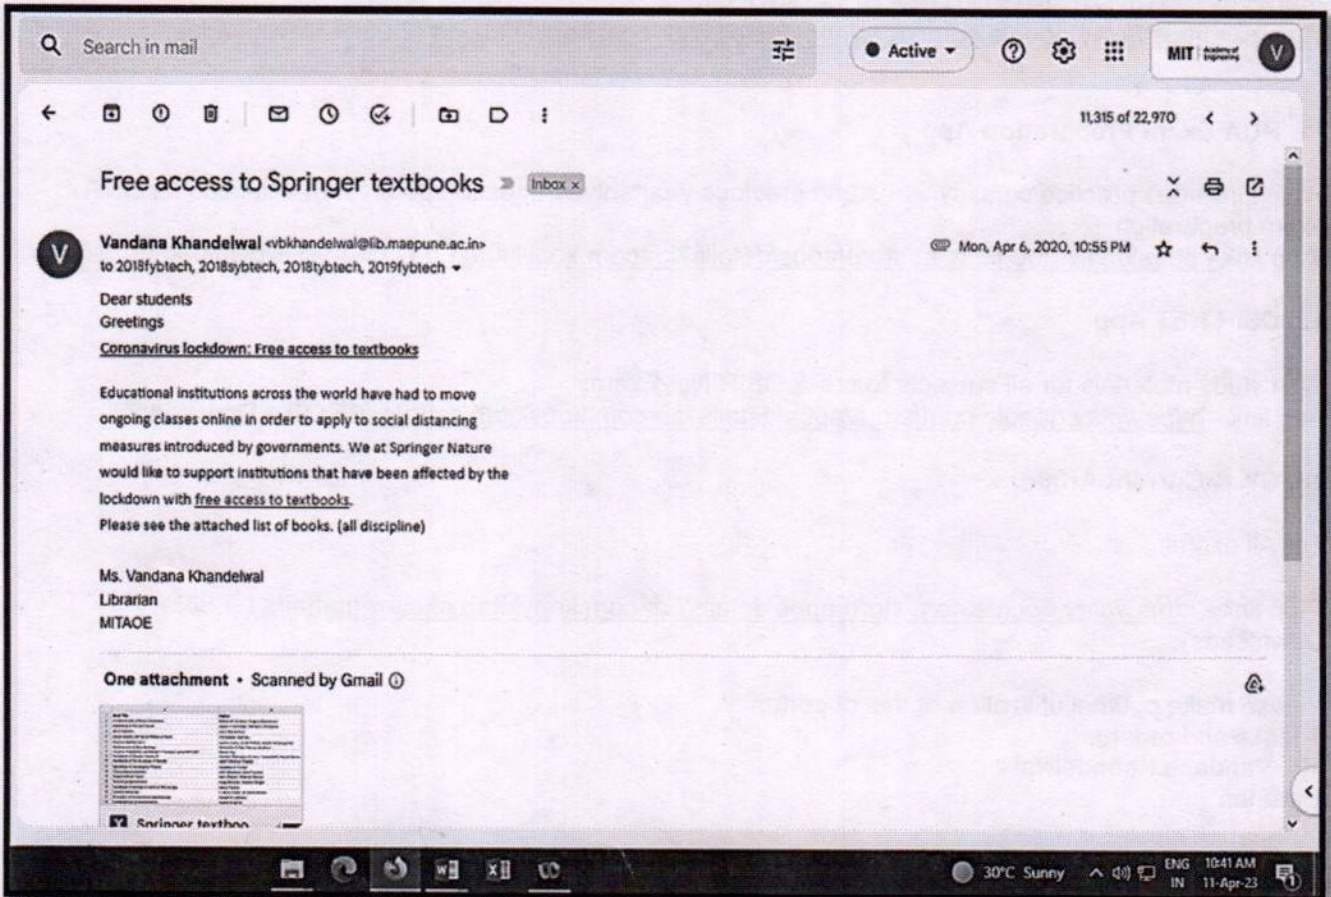 Search in mail
Active
MIT Academy of Engineering
V
11,315 of 22,970
Free access to Springer textbooks
Inbox x
V
Vandana Khandelwal <vbkhandelwal@lib.maepune.ac.in>
Mon, Apr 6, 2020, 10:55 PM
to 2018fybtech, 2018sybtech, 2018tybtech, 2019fybtech
Dear students
Greetings
Coronavirus lockdown: Free access to textbooks
Educational institutions across the world have had to move
ongoing classes online in order to apply to social distancing
measures introduced by governments. We at Springer Nature
would like to support institutions that have been affected by the
lockdown with free access to textbooks.
Please see the attached list of books. (all discipline)
Ms. Vandana Khandelwal
Librarian
MITAOE
One attachment • Scanned by Gmail
X Springer textboo
30°C Sunny
ENG
IN
10:41 AM
11-Apr-23
1